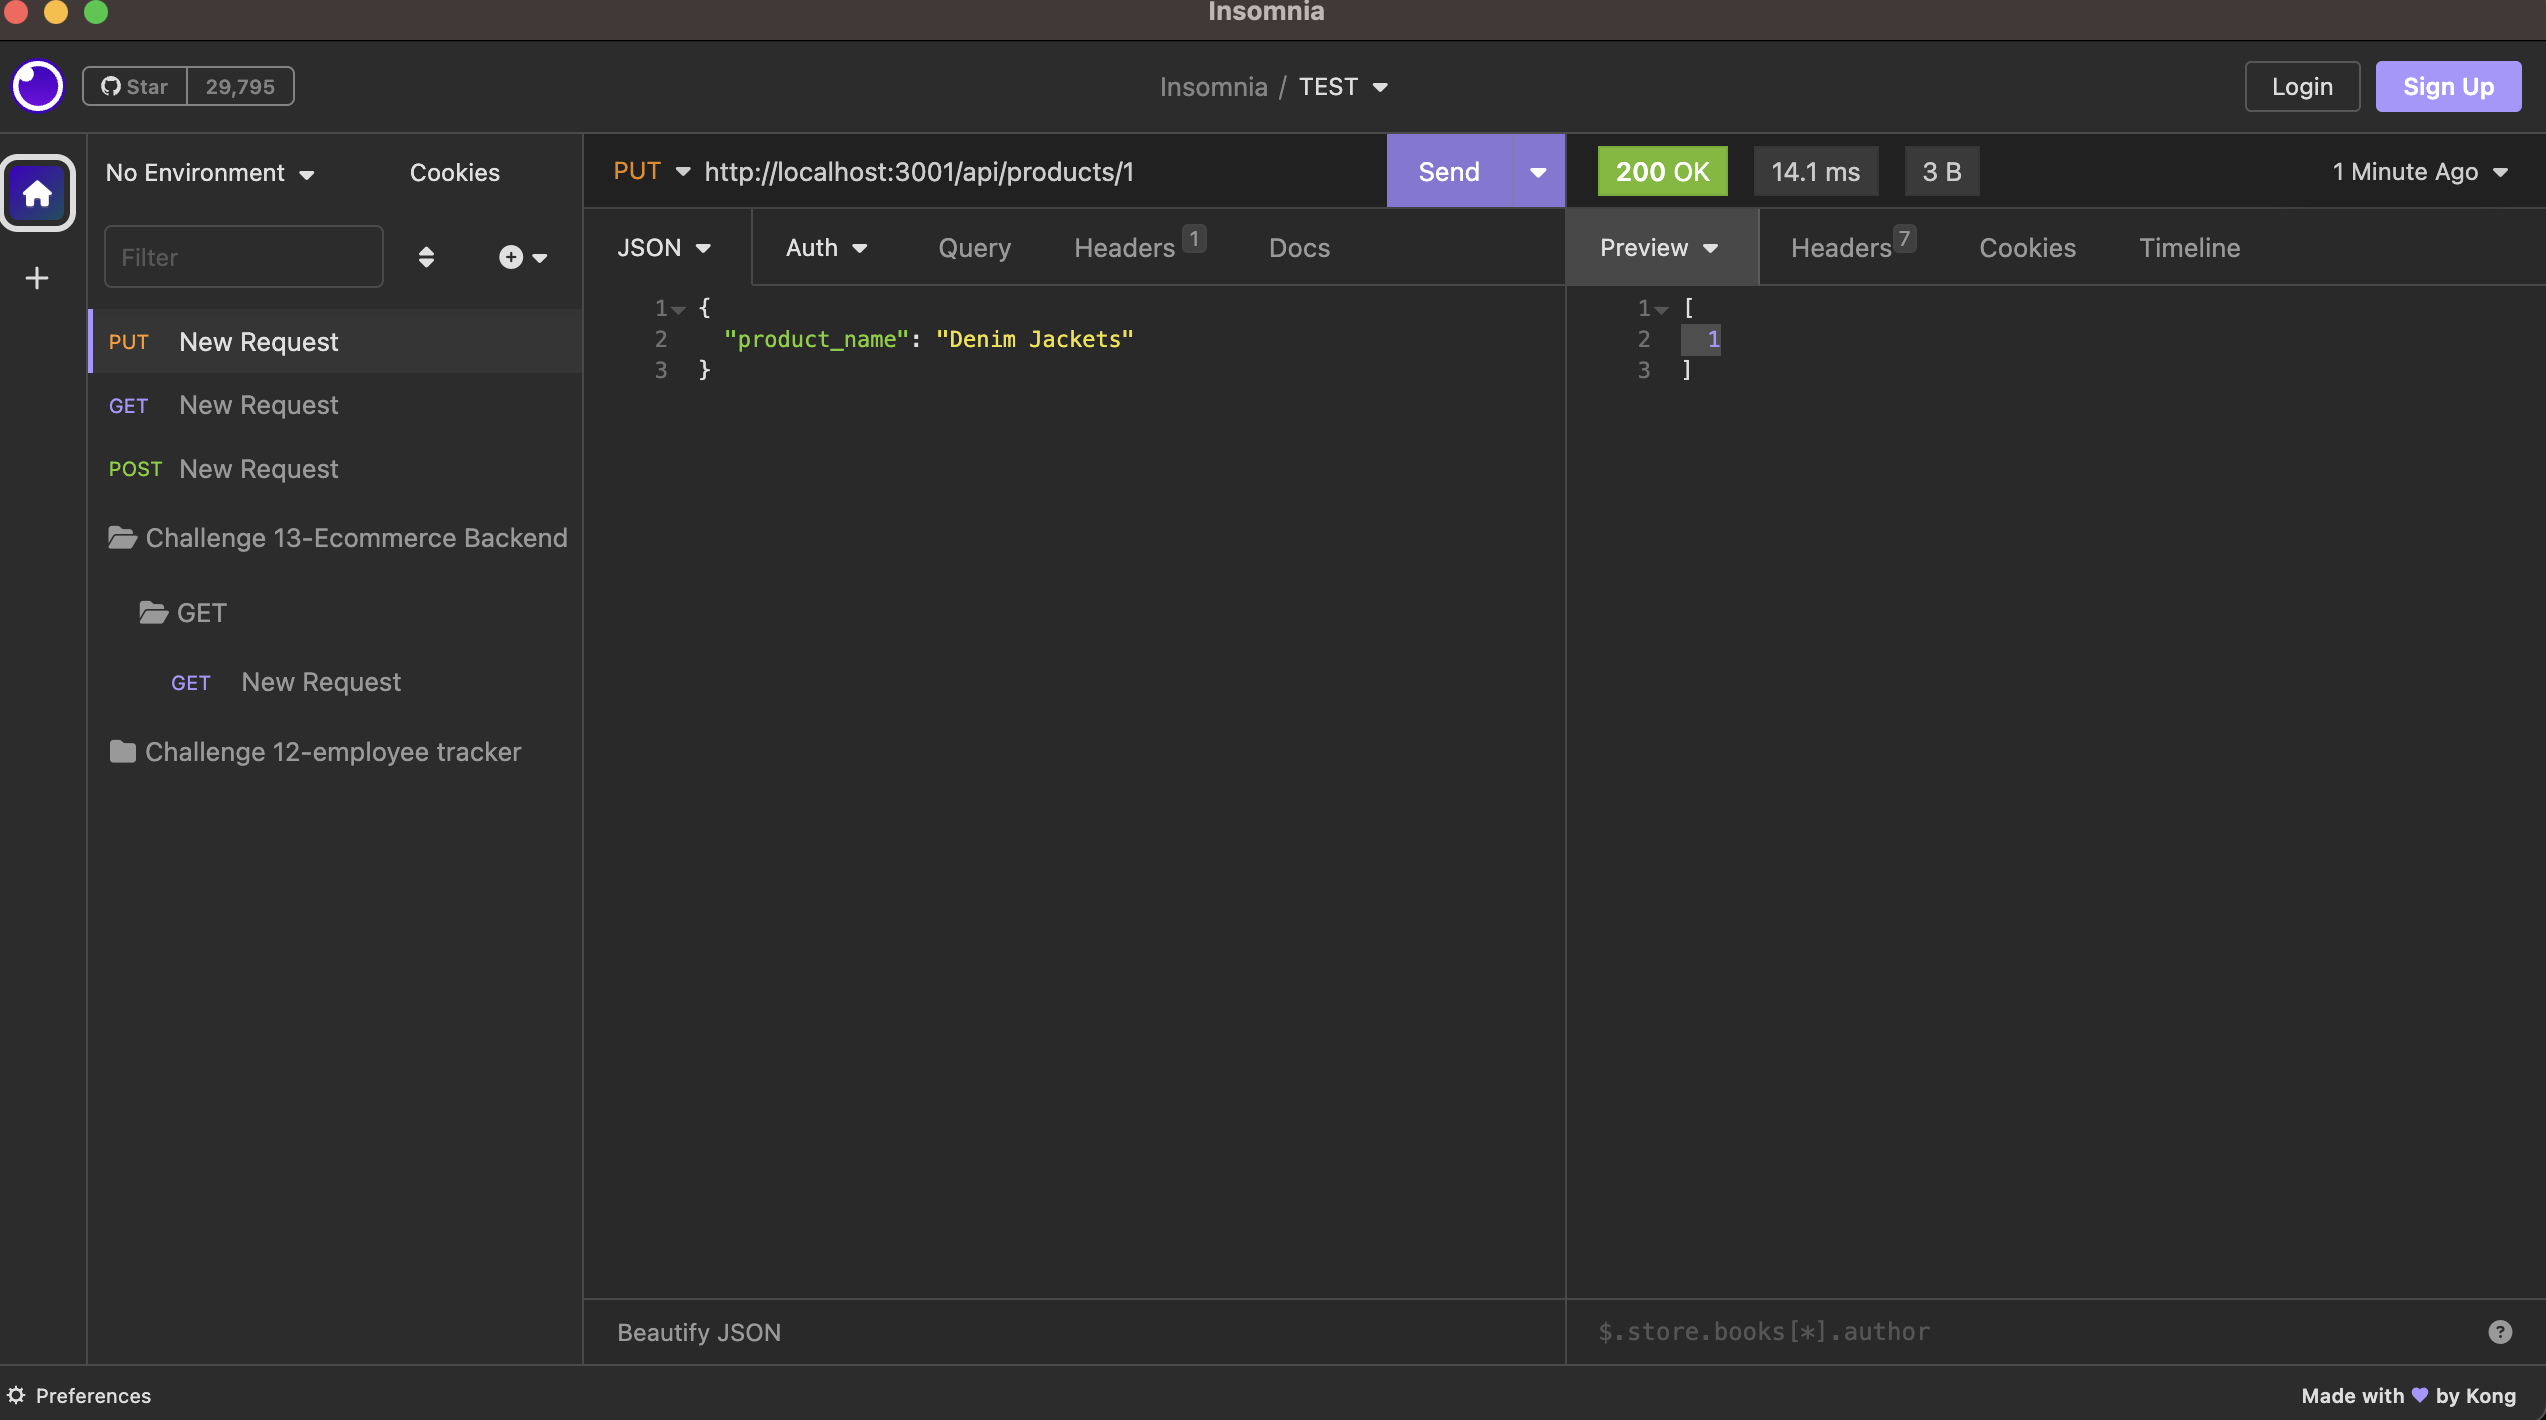 Insomnia
Star 29,795
Insomnia / TEST
Login
Sign Up
No Environment
Cookies
Filter
PUT New Request
GET New Request
POST New Request
Challenge 13-Ecommerce Backend
GET
GET New Request
Challenge 12-employee tracker
PUT http://localhost:3001/api/products/1
Send
JSON Auth Query Headers 1 Docs
1 {
2 "product_name": "Denim Jackets"
3 }
Beautify JSON
200 OK 14.1 ms 3 B 1 Minute Ago
Preview Headers 7 Cookies Timeline
1 [
2 1
3 ]
$.store.books[*].author
?
Preferences
Made with by Kong